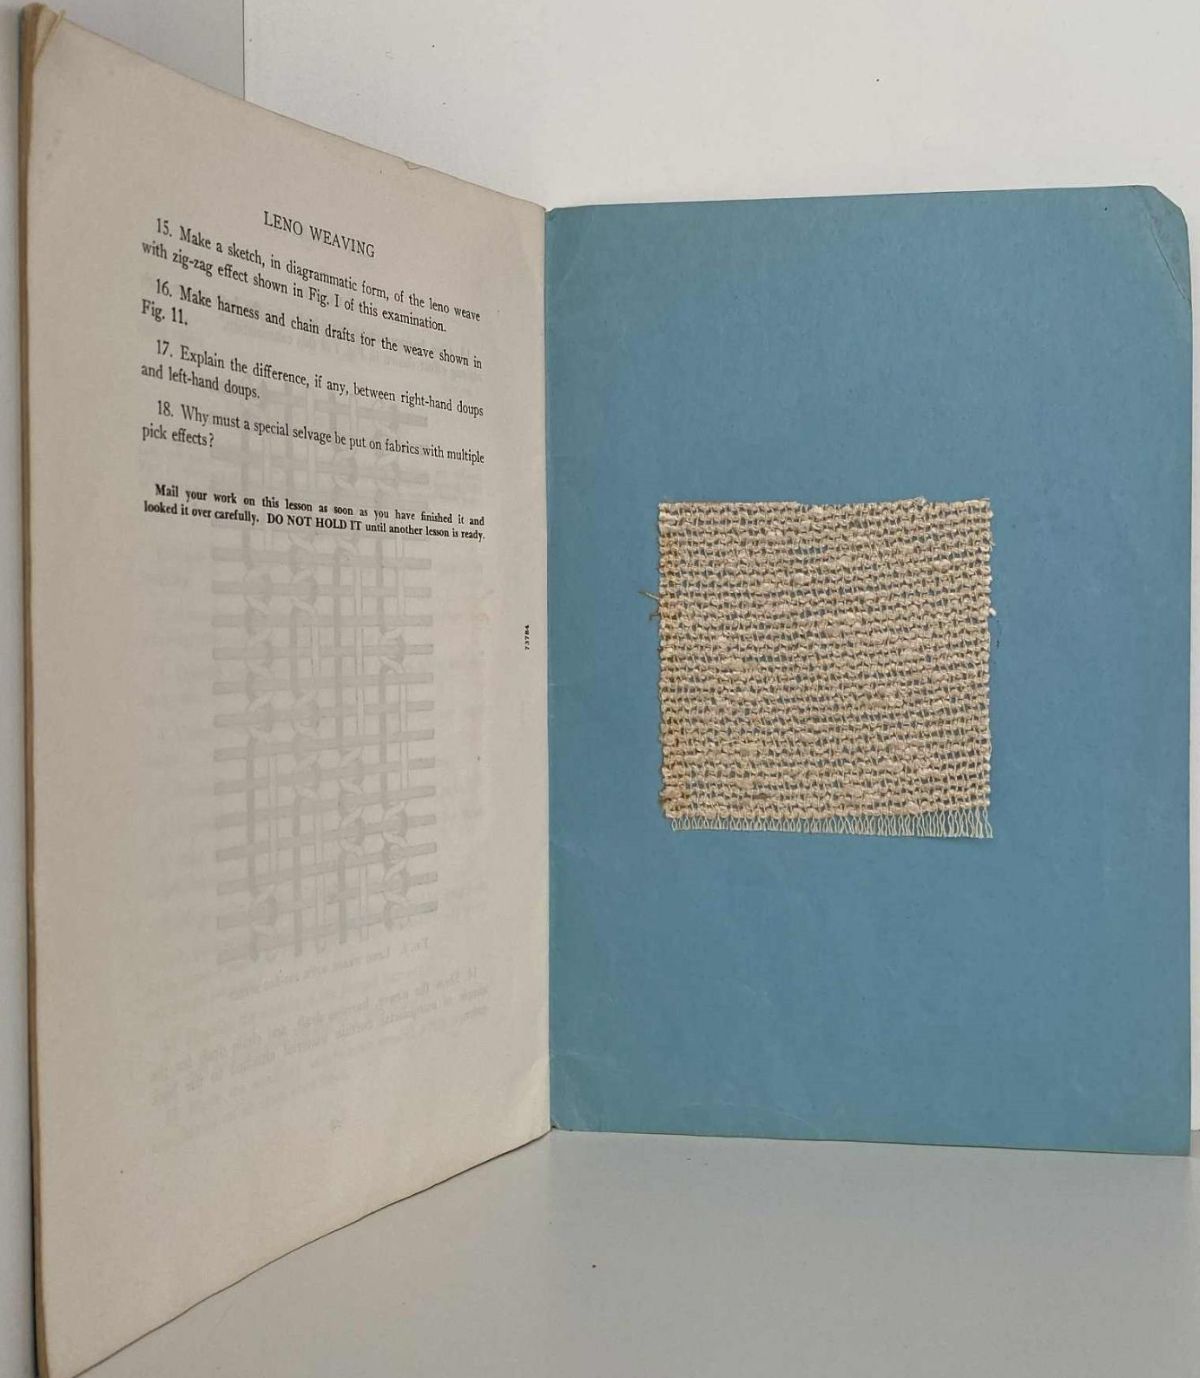 LENO WEAVING
15. Make a sketch, in diagrammatic form, of the leno weave
with zig-zag effect shown in Fig. I of this examination.
16. Make harness and chain drafts for the weave shown in
Fig. 11.
17. Explain the difference, if any, between right-hand doups
and left-hand doups.
18. Why must a special selvage be put on fabrics with multiple
pick effects?
Mail your work on this lesson as soon as you have finished it and
looked it over carefully. DO NOT HOLD IT until another lesson is ready.
73784